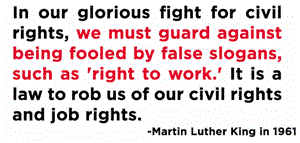 In our glorious fight for civil
rights, we must guard against
being fooled by false slogans,
such as 'right to work.' It is a
law to rob us of our civil rights
and job rights.
-Martin Luther King in 1961